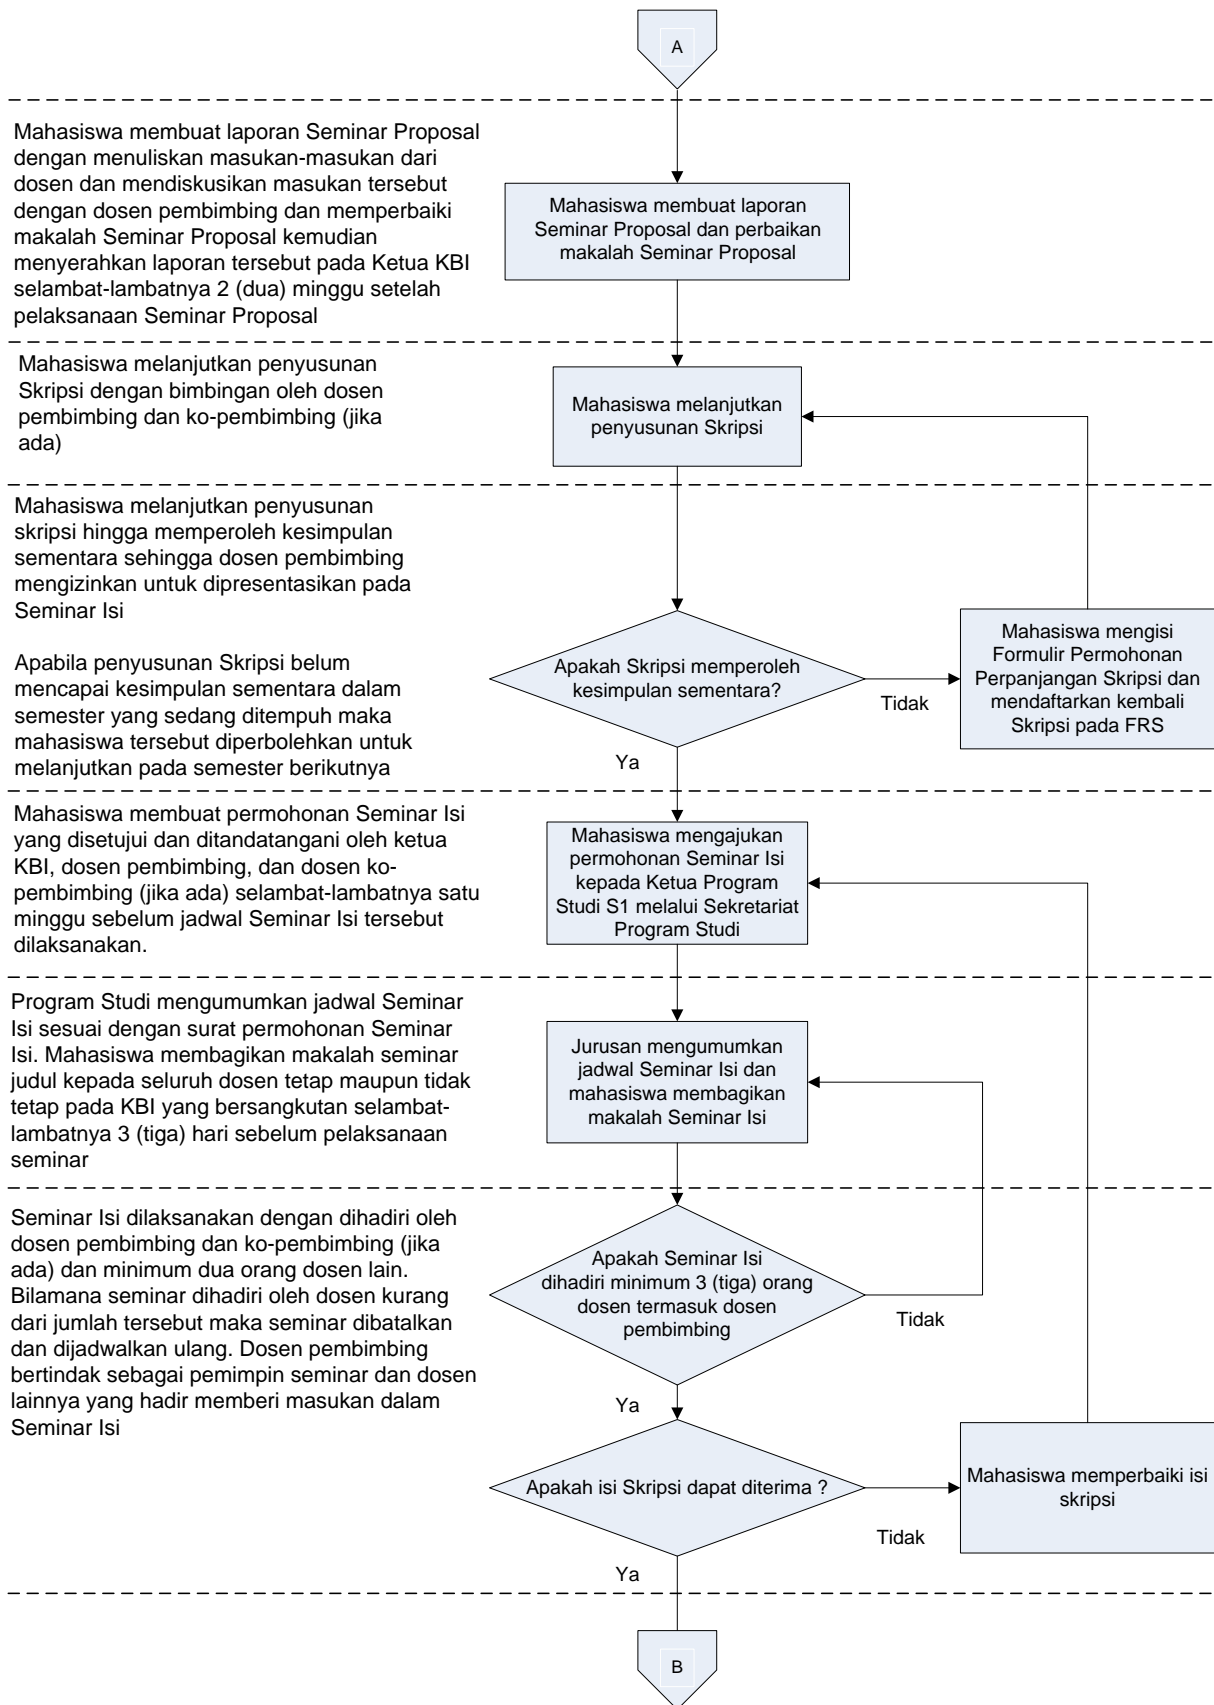 A
Mahasiswa membuat laporan Seminar Proposal
dengan menuliskan masukan-masukan dari
dosen dan mendiskusikan masukan tersebut
dengan dosen pembimbing dan memperbaiki
makalah Seminar Proposal kemudian
menyerahkan laporan tersebut pada Ketua KBI
selambat-lambatnya 2 (dua) minggu setelah
pelaksanaan Seminar Proposal
Mahasiswa membuat laporan
Seminar Proposal dan perbaikan
makalah Seminar Proposal
Mahasiswa melanjutkan penyusunan
Skripsi dengan bimbingan oleh dosen
pembimbing dan ko-pembimbing (jika
ada)
Mahasiswa melanjutkan
penyusunan Skripsi
Mahasiswa melanjutkan penyusunan
skripsi hingga memperoleh kesimpulan
sementara sehingga dosen pembimbing
mengizinkan untuk dipresentasikan pada
Seminar Isi
Apabila penyusunan Skripsi belum
mencapai kesimpulan sementara dalam
semester yang sedang ditempuh maka
mahasiswa tersebut diperbolehkan untuk
melanjutkan pada semester berikutnya
Apakah Skripsi memperoleh
kesimpulan sementara?
Tidak
Mahasiswa mengisi
Formulir Permohonan
Perpanjangan Skripsi dan
mendaftarkan kembali
Skripsi pada FRS
Ya
Mahasiswa membuat permohonan Seminar Isi
yang disetujui dan ditandatangani oleh ketua
KBI, dosen pembimbing, dan dosen ko-
pembimbing (jika ada) selambat-lambatnya satu
minggu sebelum jadwal Seminar Isi tersebut
dilaksanakan.
Mahasiswa mengajukan
permohonan Seminar Isi
kepada Ketua Program
Studi S1 melalui Sekretariat
Program Studi
Program Studi mengumumkan jadwal Seminar
Isi sesuai dengan surat permohonan Seminar
Isi. Mahasiswa membagikan makalah seminar
judul kepada seluruh dosen tetap maupun tidak
tetap pada KBI yang bersangkutan selambat-
lambatnya 3 (tiga) hari sebelum pelaksanaan
seminar
Jurusan mengumumkan
jadwal Seminar Isi dan
mahasiswa membagikan
makalah Seminar Isi
Seminar Isi dilaksanakan dengan dihadiri oleh
dosen pembimbing dan ko-pembimbing (jika
ada) dan minimum dua orang dosen lain.
Bilamana seminar dihadiri oleh dosen kurang
dari jumlah tersebut maka seminar dibatalkan
dan dijadwalkan ulang. Dosen pembimbing
bertindak sebagai pemimpin seminar dan dosen
lainnya yang hadir memberi masukan dalam
Seminar Isi
Apakah Seminar Isi
dihadiri minimum 3 (tiga) orang
dosen termasuk dosen
pembimbing
Tidak
Ya
Apakah isi Skripsi dapat diterima ?
Tidak
Mahasiswa memperbaiki isi
skripsi
Ya
B